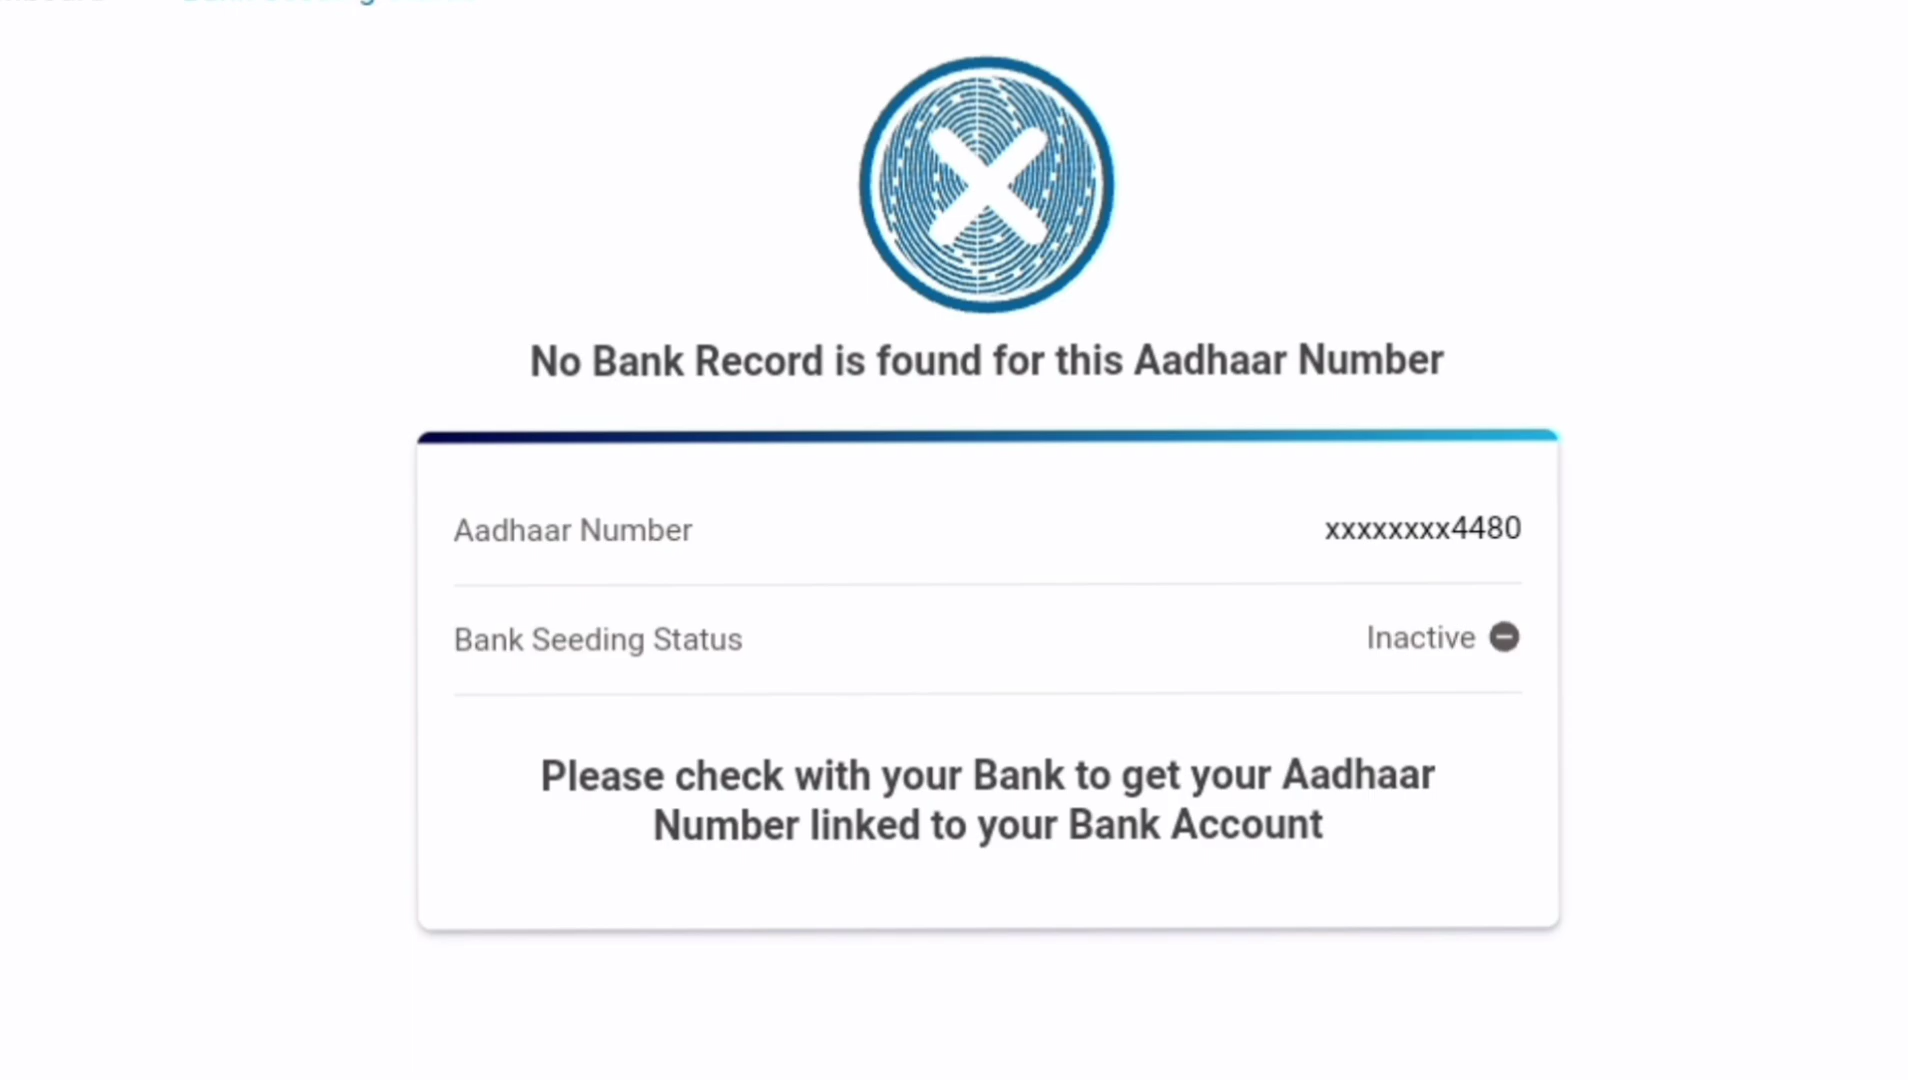 No Bank Record is found for this Aadhaar Number
Aadhaar Number xxxxxxxx4480
Bank Seeding Status Inactive
Please check with your Bank to get your Aadhaar
Number linked to your Bank Account